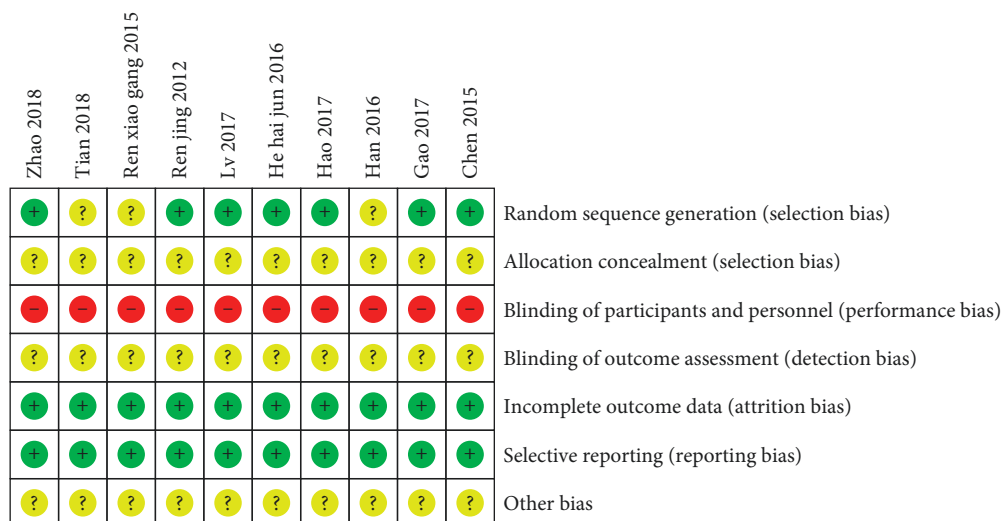 Zhao 2018
Tian 2018
Ren xiao gang 2015
Ren jing 2012
Lv 2017
He hai jun 2016
Hao 2017
Han 2016
Gao 2017
Chen 2015
+ ? ? + + + + ? + + Random sequence generation (selection bias)
? ? ? ? ? ? ? ? ? ? Allocation concealment (selection bias)
– – – – – – – – – – Blinding of participants and personnel (performance bias)
? ? ? ? ? ? ? ? ? ? Blinding of outcome assessment (detection bias)
+ + + + + + + + + + Incomplete outcome data (attrition bias)
+ + + + + + + + + + Selective reporting (reporting bias)
? ? ? ? ? ? ? ? ? ? Other bias